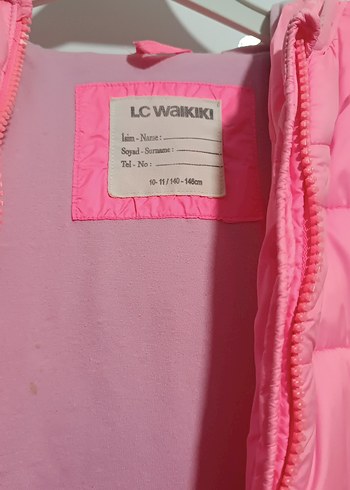 LC WAIKIKI
İsim - Name :
Soyad - Surname :
Tel - No :
10- 11 / 140 - 146cm